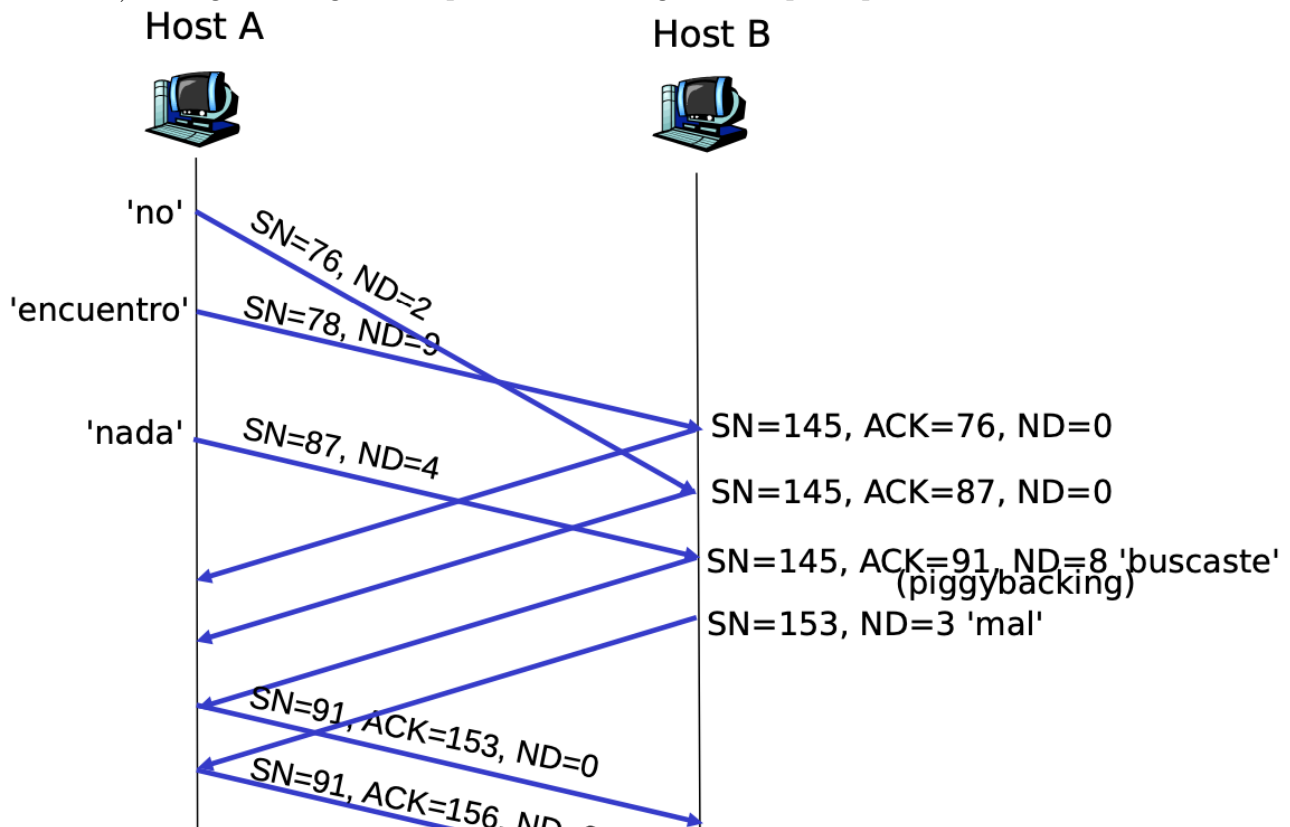 Host A
Host B
'no'
SN=76, ND=2
'encuentro'
SN=78, ND=9
'nada'
SN=87, ND=4
SN=145, ACK=76, ND=0
SN=145, ACK=87, ND=0
SN=145, ACK=91, ND=8 'buscaste'
(piggybacking)
SN=153, ND=3 'mal'
SN=91, ACK=153, ND=0
SN=91, ACK=156,